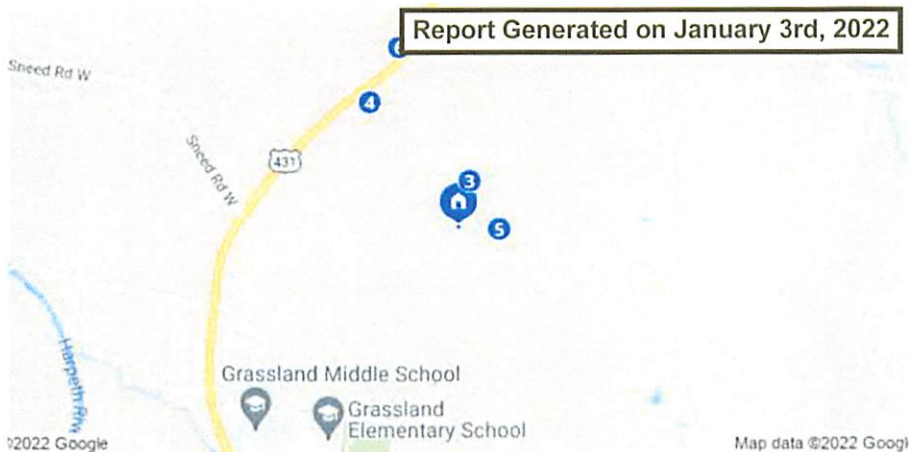 Report Generated on January 3rd, 2022
Sneed Rd W
4
431
Sneed Rd W
3
5
Harpeth Riv
Grassland Middle School
Grassland
Elementary School
©2022 Google
Map data ©2022 Googl